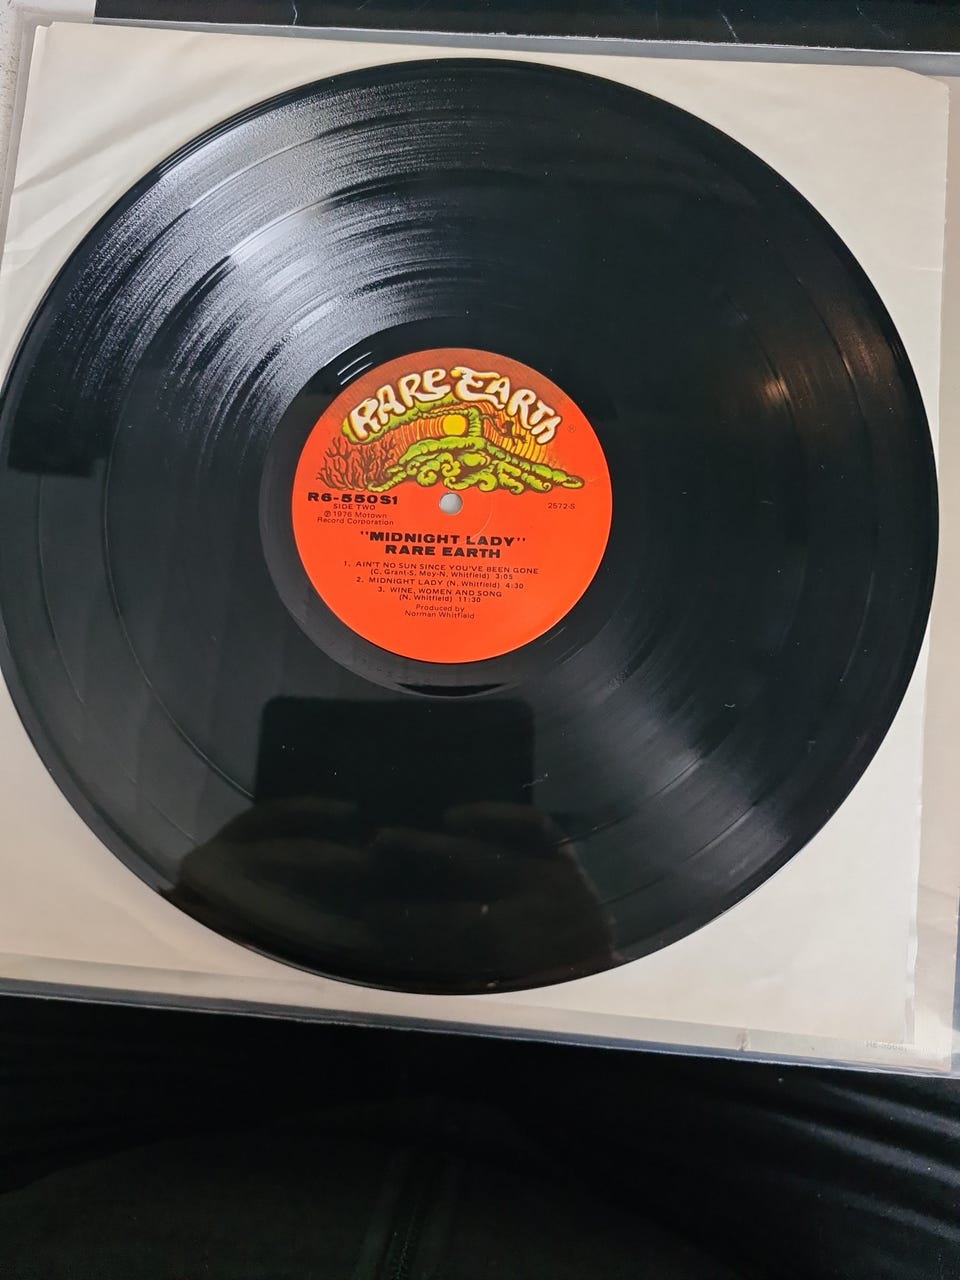 RARE EARTH
®
R6-550S1
SIDE TWO
℗ 1976 Motown
Record Corporation
2572-S
"MIDNIGHT LADY"
RARE EARTH
1. AIN'T NO SUN SINCE YOU'VE BEEN GONE
(C. Grant-S. Moy-N. Whitfield) 3:05
2. MIDNIGHT LADY (N. Whitfield) 4:30
3. WINE, WOMEN AND SONG
(N. Whitfield) 11:30
Produced by
Norman Whitfield